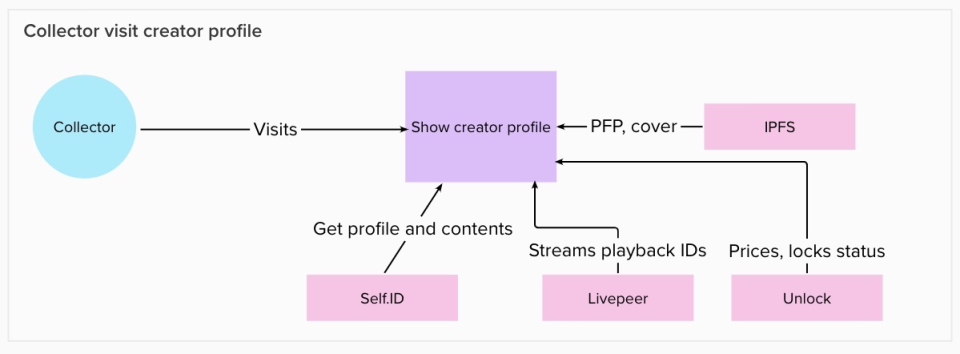 Collector visit creator profile
Collector
Visits
Show creator profile
PFP, cover
IPFS
Get profile and contents
Streams playback IDs
Prices, locks status
Self.ID
Livepeer
Unlock